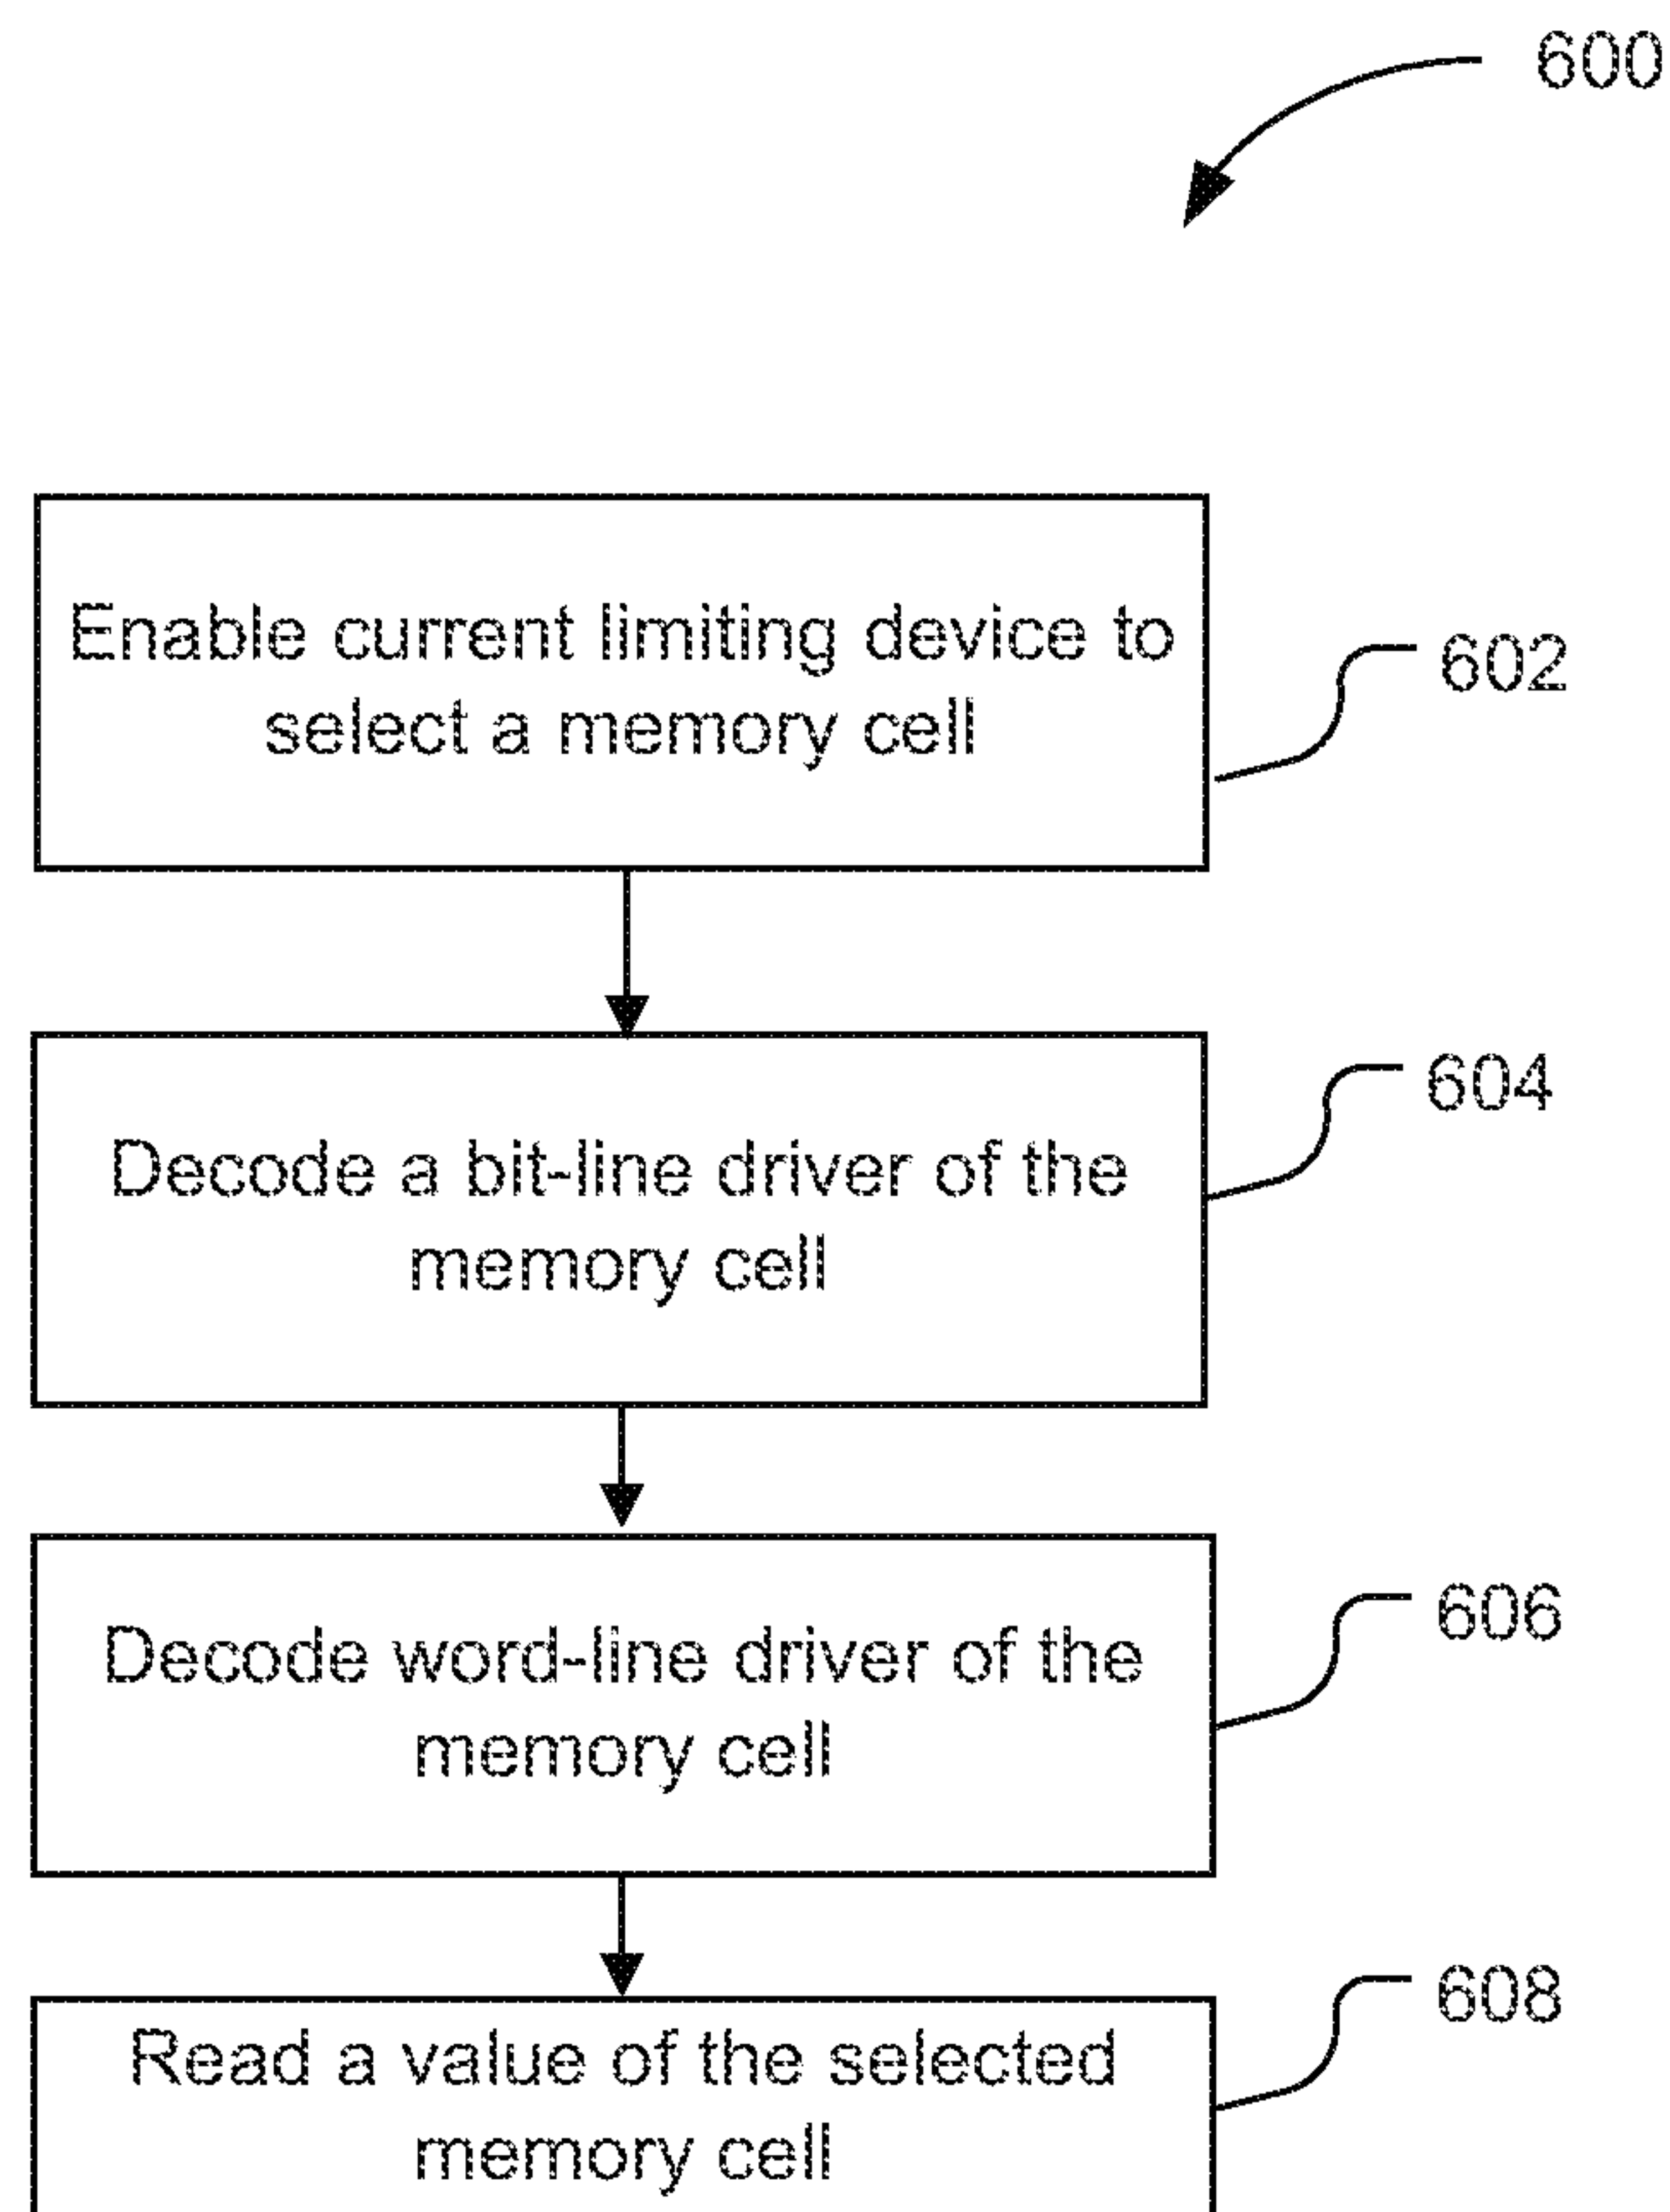 600
Enable current limiting device to
select a memory cell
602
Decode a bit-line driver of the
memory cell
604
Decode word-line driver of the
memory cell
606
Read a value of the selected
memory cell
608